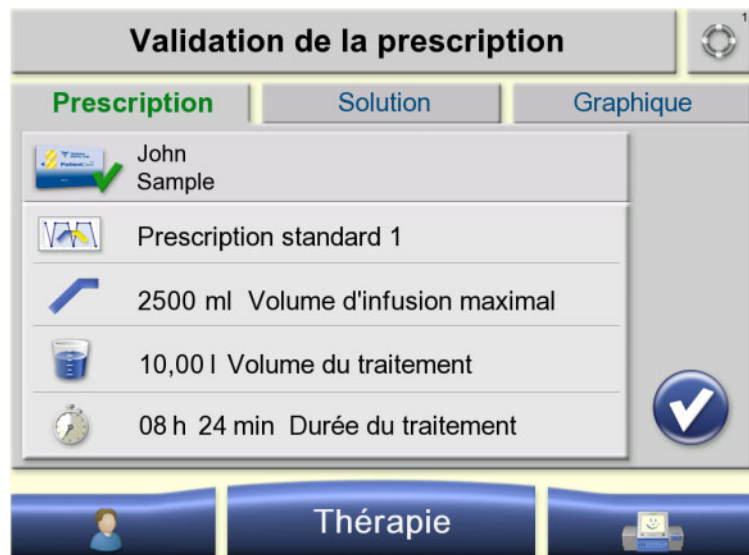 Validation de la prescription
1
Prescription
Solution
Graphique
John
Sample
Prescription standard 1
2500 ml Volume d'infusion maximal
10,00 l Volume du traitement
08 h 24 min Durée du traitement
Thérapie